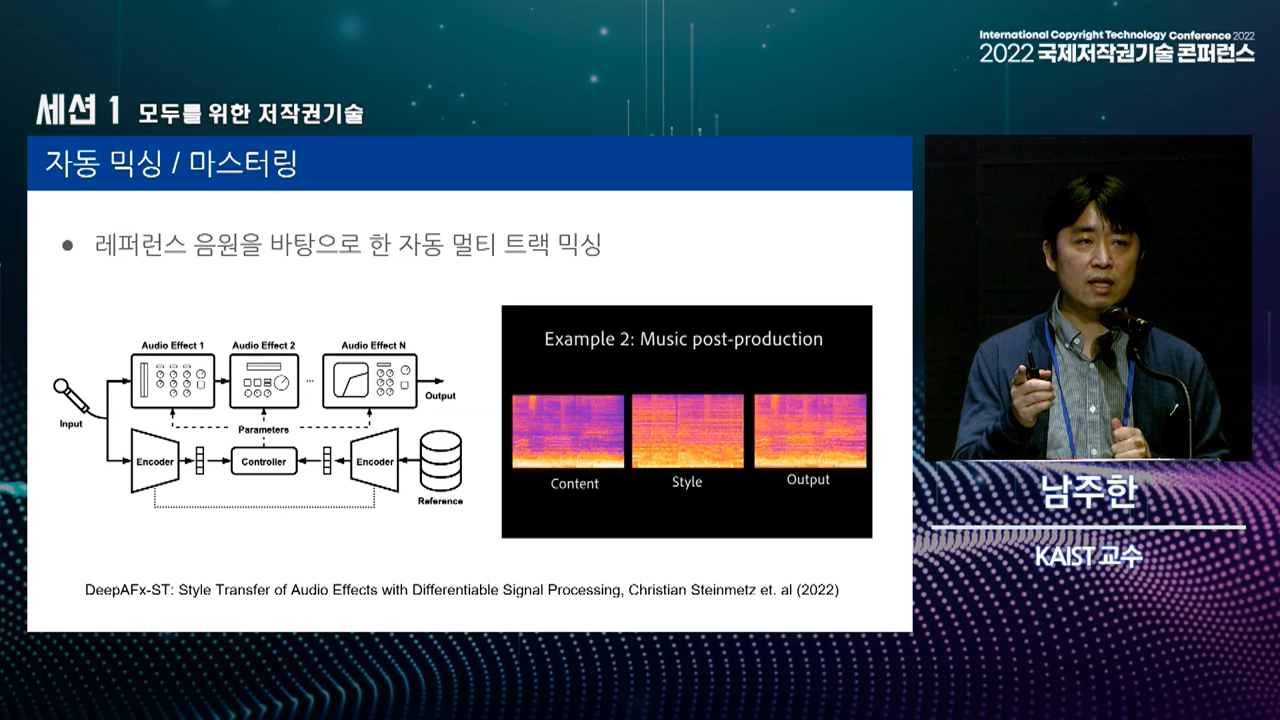 International Copyright Technology Conference 2022
2022 국제저작권기술 콘퍼런스
세션 1 모두를 위한 저작권기술
자동 믹싱 / 마스터링
● 레퍼런스 음원을 바탕으로 한 자동 멀티 트랙 믹싱
Audio Effect 1
Audio Effect 2
Audio Effect N
...
Input
Output
Parameters
Encoder
Controller
Encoder
Reference
Example 2: Music post-production
Content
Style
Output
DeepAFx-ST: Style Transfer of Audio Effects with Differentiable Signal Processing, Christian Steinmetz et. al (2022)
남주한
KAIST 교수